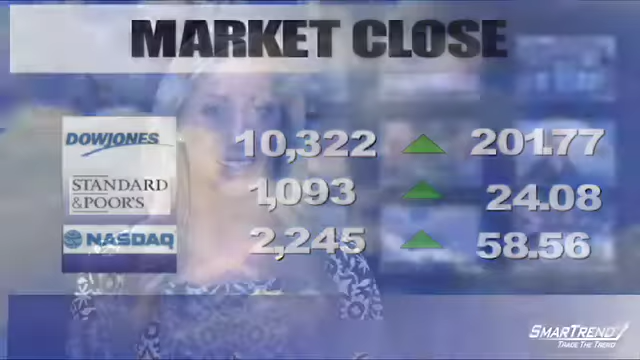 MARKET CLOSE
DOWJONES 10,322 201.77
STANDARD & POOR'S 1,093 24.08
NASDAQ 2,245 58.56
SMARTREND
TRADE THE TREND